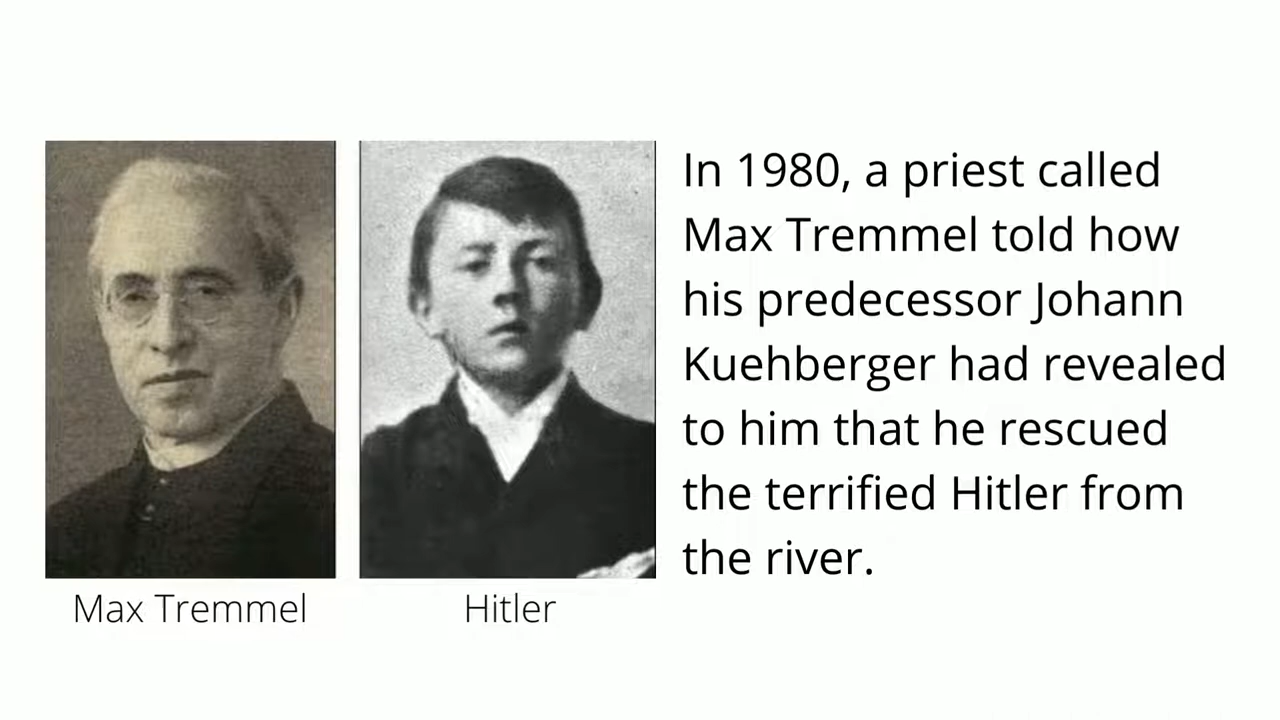 In 1980, a priest called
Max Tremmel told how
his predecessor Johann
Kuehberger had revealed
to him that he rescued
the terrified Hitler from
the river.
Max Tremmel
Hitler